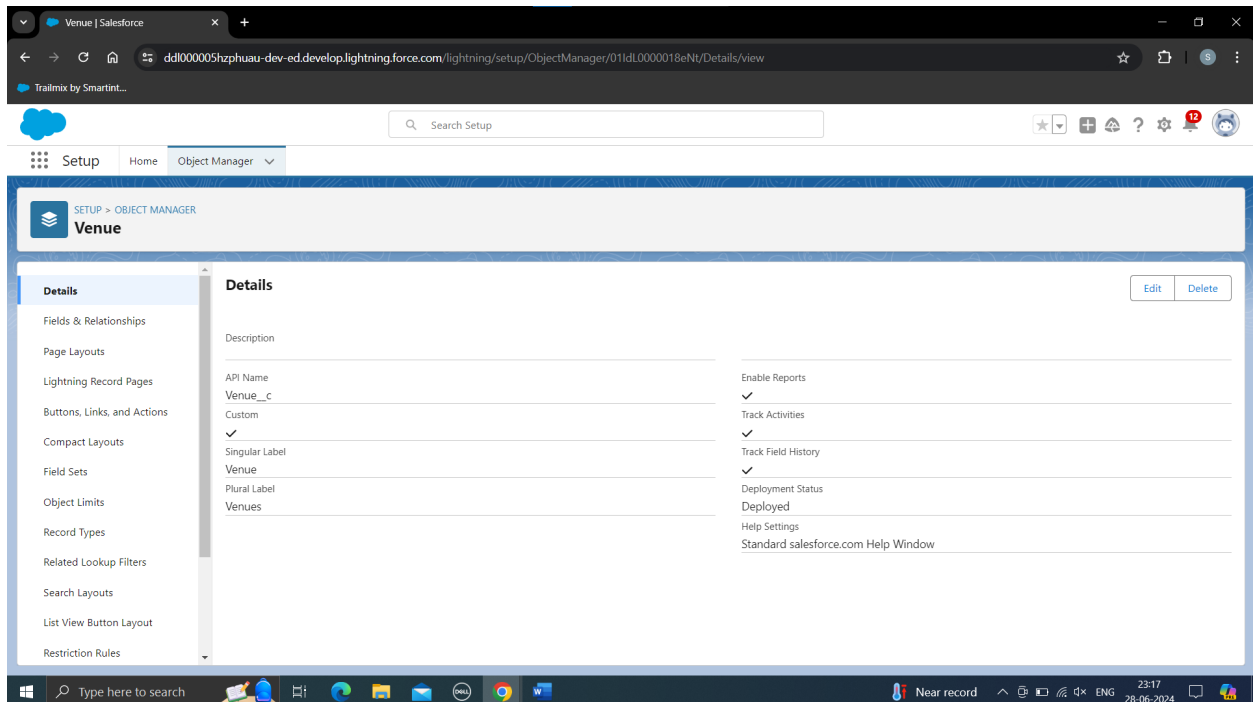 Venue | Salesforce
ddl000005hzphuau-dev-ed.develop.lightning.force.com/lightning/setup/ObjectManager/01IdL0000018eNt/Details/view
S
Trailmix by Smartint...
Search Setup
12
Setup Home Object Manager
SETUP > OBJECT MANAGER
Venue
Details
Fields & Relationships
Page Layouts
Lightning Record Pages
Buttons, Links, and Actions
Compact Layouts
Field Sets
Object Limits
Record Types
Related Lookup Filters
Search Layouts
List View Button Layout
Restriction Rules
Details
Edit Delete
Description
API Name
Venue__c
Custom
Singular Label
Venue
Plural Label
Venues
Enable Reports
Track Activities
Track Field History
Deployment Status
Deployed
Help Settings
Standard salesforce.com Help Window
Type here to search
DELL
W
Near record
ENG
23:17
28-06-2024